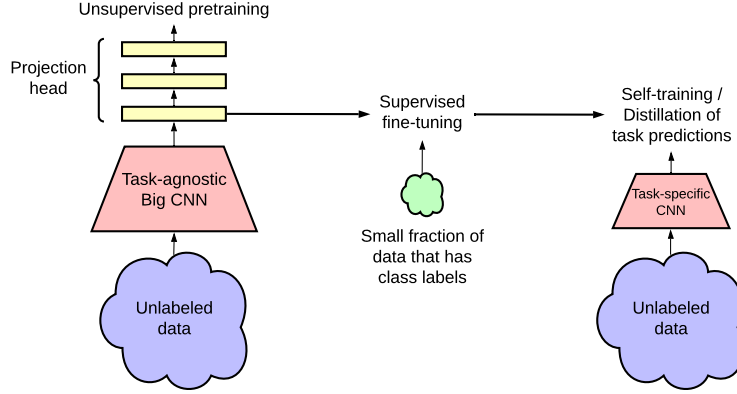 Unsupervised pretraining
Projection
head
Task-agnostic
Big CNN
Unlabeled
data
Supervised
fine-tuning
Small fraction of
data that has
class labels
Self-training /
Distillation of
task predictions
Task-specific
CNN
Unlabeled
data